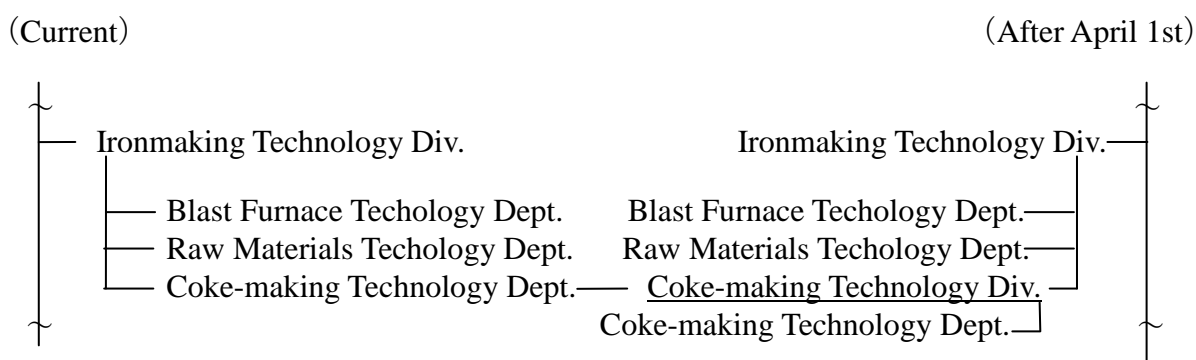 （Current） （After April 1st）
Ironmaking Technology Div. Ironmaking Technology Div.
Blast Furnace Techology Dept. Blast Furnace Techology Dept.
Raw Materials Techology Dept. Raw Materials Techology Dept.
Coke-making Technology Dept. Coke-making Technology Div.
Coke-making Technology Dept.